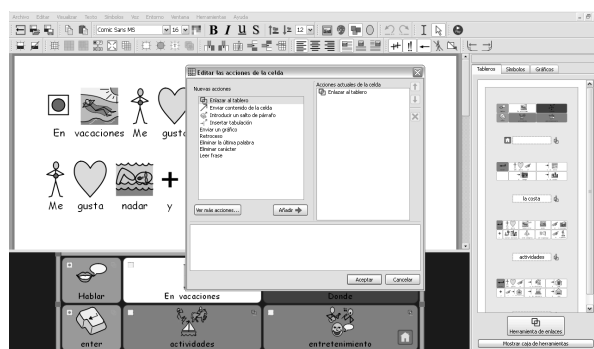 Archivo Editar Visualizar Texto Símbolos Voz Entorno Ventana Herramientas Ayuda
Comic Sans MS 16 B I U S 12
Editar las acciones de la celda
Nuevas acciones
Enlazar al tablero
Enviar contenido de la celda
Introducir un salto de párrafo
Insertar tabulación
Enviar un gráfico
Retroceso
Eliminar la última palabra
Eliminar carácter
Leer frase
Acciones actuales de la celda
Enlazar al tablero
Ver más acciones...
Añadir
Aceptar Cancelar
En vacaciones Me gusta
Me gusta nadar y
Hablar En vacaciones Donde
enter actividades entretenimiento
Tableros Símbolos Gráficos
la costa
actividades
Herramienta de enlaces
Mostrar caja de herramientas